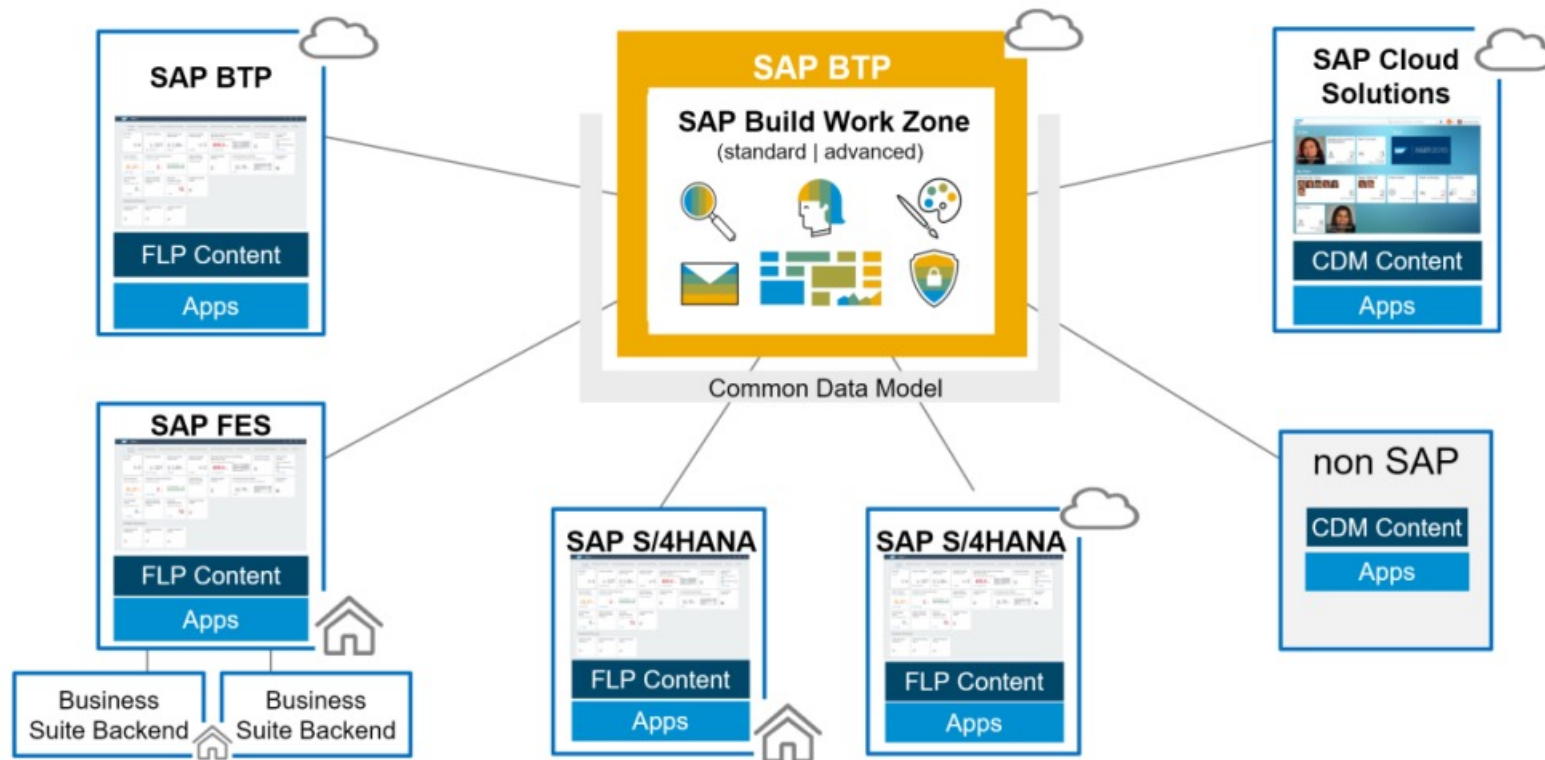 SAP BTP
FLP Content
Apps
SAP BTP
SAP Build Work Zone
(standard | advanced)
Common Data Model
SAP Cloud
Solutions
CDM Content
Apps
SAP FES
FLP Content
Apps
Business
Suite Backend
Business
Suite Backend
SAP S/4HANA
FLP Content
Apps
SAP S/4HANA
FLP Content
Apps
non SAP
CDM Content
Apps